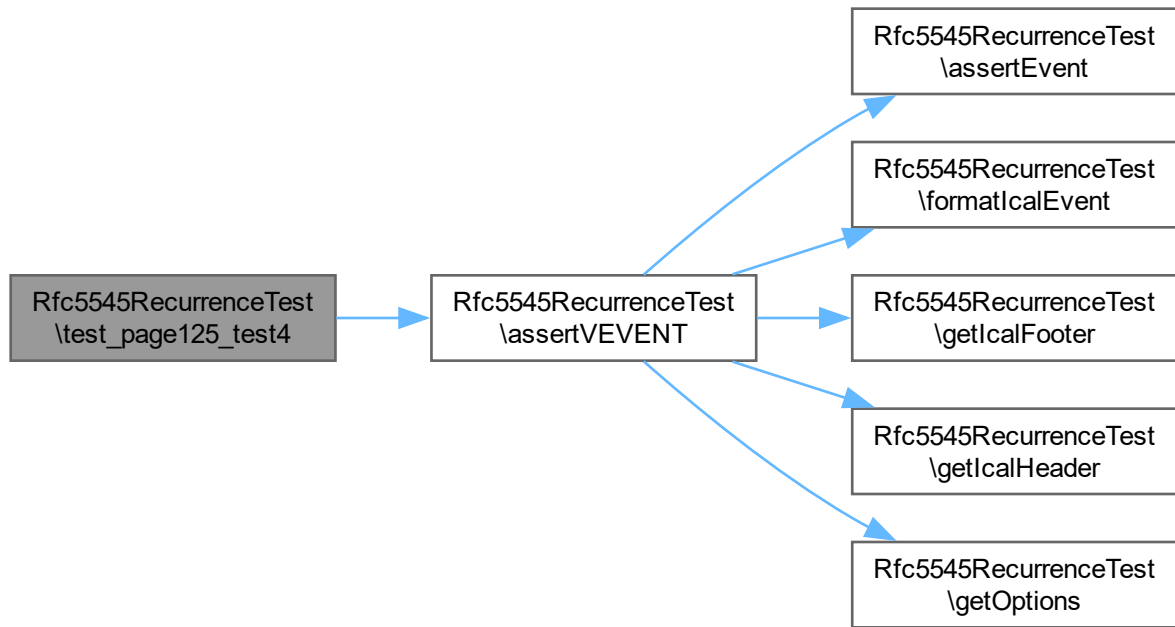 Rfc5545RecurrenceTest
\test_page125_test4
Rfc5545RecurrenceTest
\assertVEVENT
Rfc5545RecurrenceTest
\assertEvent
Rfc5545RecurrenceTest
\formatIcalEvent
Rfc5545RecurrenceTest
\getIcalFooter
Rfc5545RecurrenceTest
\getIcalHeader
Rfc5545RecurrenceTest
\getOptions